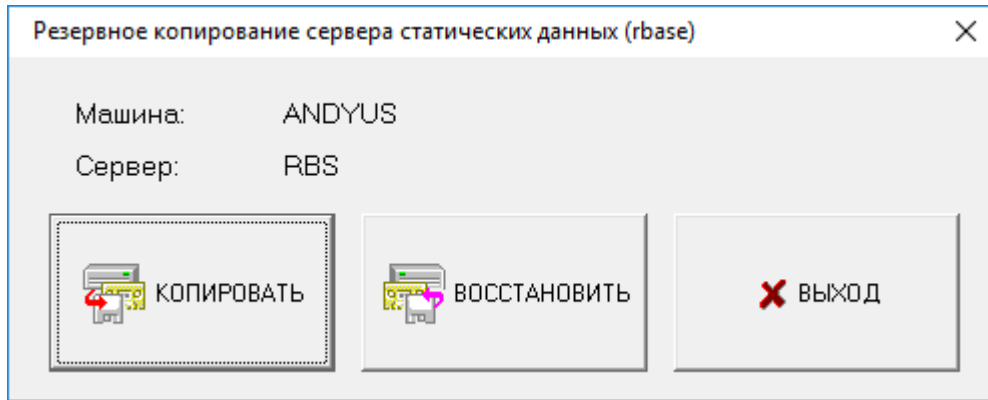 Резервное копирование сервера статических данных (rbase)
Машина: ANDYUS
Сервер: RBS
КОПИРОВАТЬ ВОССТАНОВИТЬ ВЫХОД